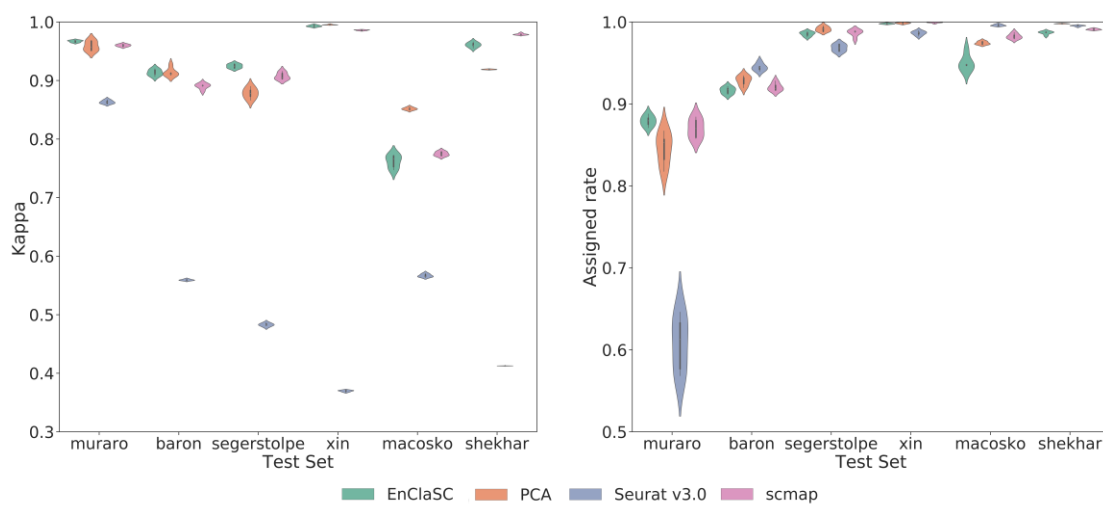 1.0
0.9
0.8
0.7
0.6
0.5
0.4
0.3
Kappa
muraro baron segerstolpe xin macosko shekhar
Test Set
1.0
0.9
0.8
0.7
0.6
0.5
Assigned rate
muraro baron segerstolpe xin macosko shekhar
Test Set
EnClaSC PCA Seurat v3.0 scmap